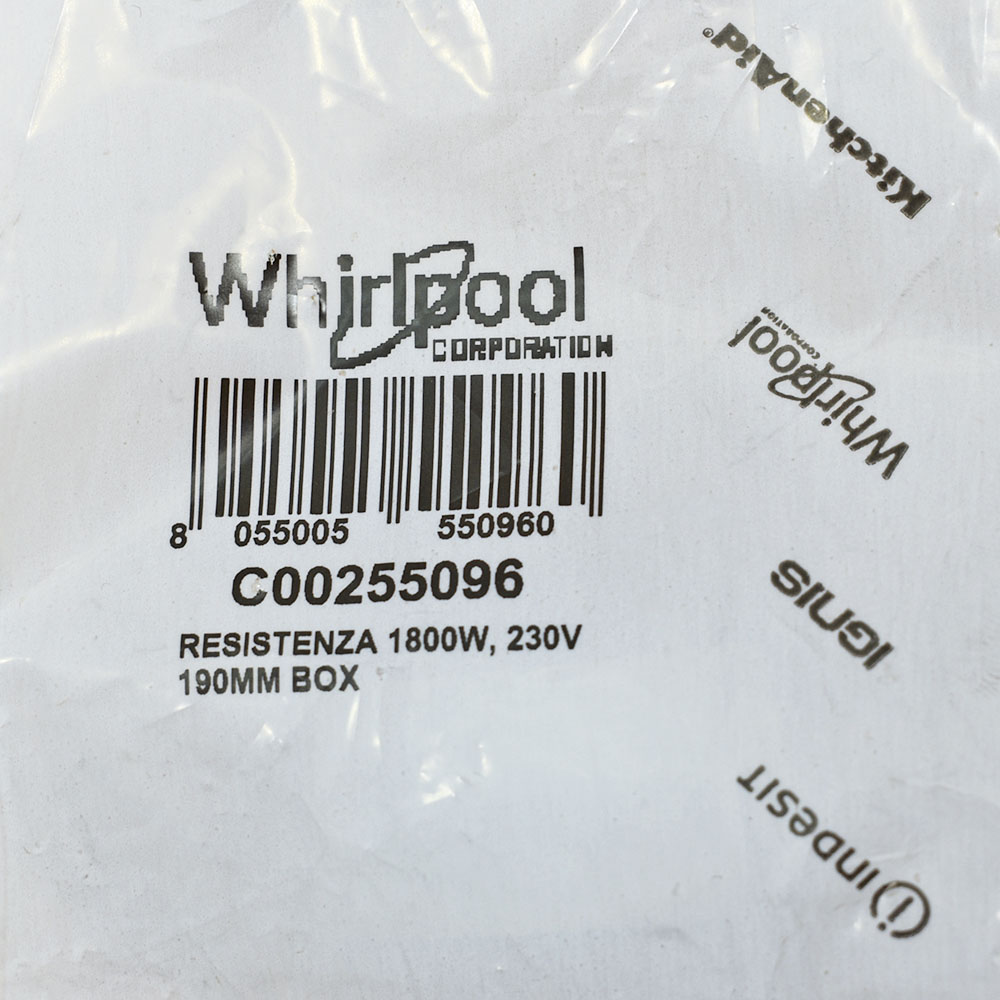 KitchenAid®
Whirlpool
CORPORATION
8 055005 550960
C00255096
RESISTENZA 1800W, 230V
190MM BOX
Whirlpool
CORPORATION
IGNIS
INDESIT